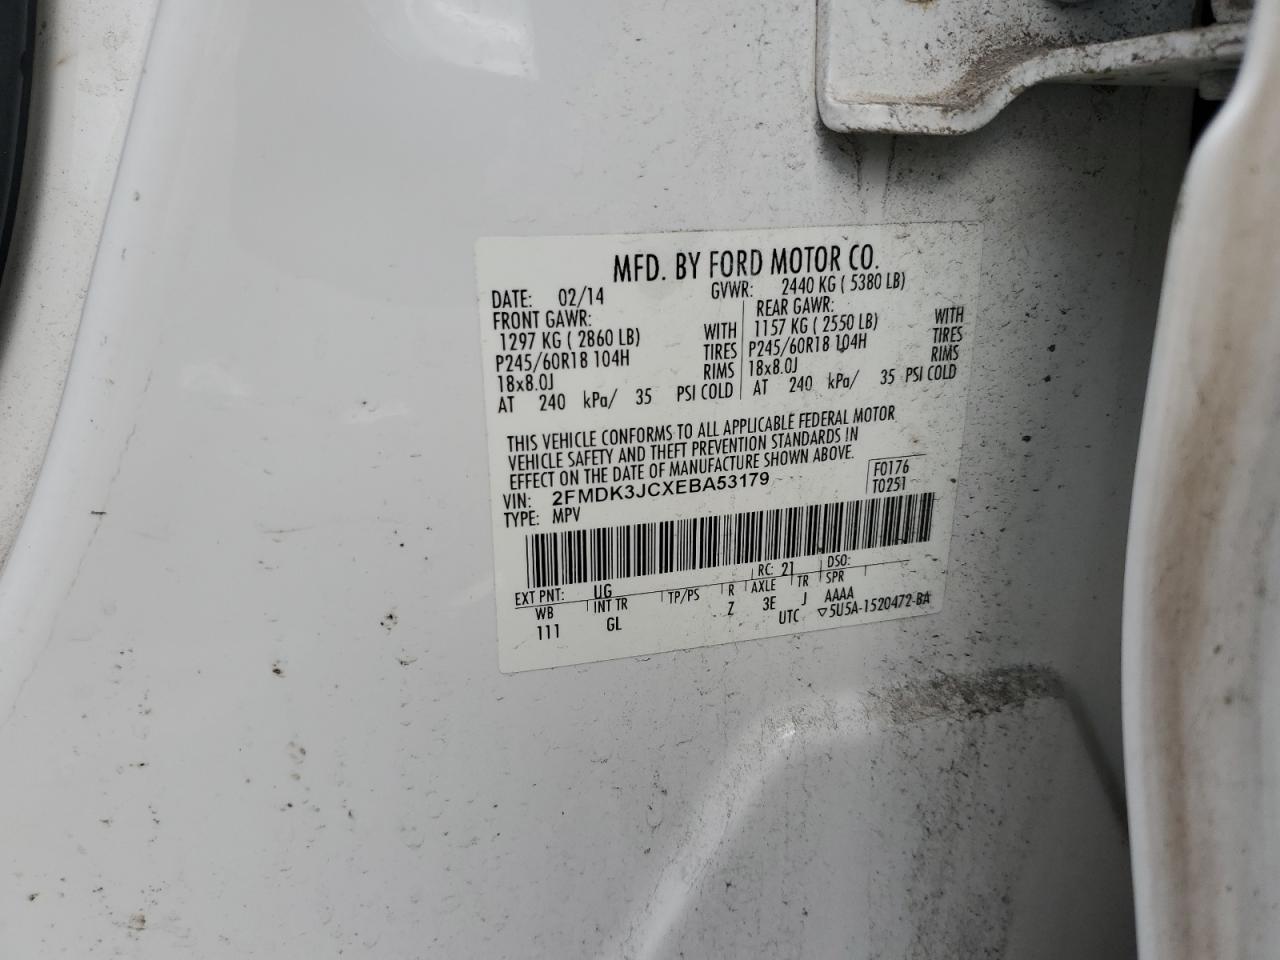 MFD. BY FORD MOTOR CO.
DATE: 02/14 GVWR: 2440 KG ( 5380 LB)
FRONT GAWR: REAR GAWR:
1297 KG ( 2860 LB) WITH 1157 KG ( 2550 LB) WITH
P245/60R18 104H TIRES P245/60R18 104H TIRES
18x8.0J RIMS 18x8.0J RIMS
AT 240 kPa/ 35 PSI COLD AT 240 kPa/ 35 PSI COLD
THIS VEHICLE CONFORMS TO ALL APPLICABLE FEDERAL MOTOR
VEHICLE SAFETY AND THEFT PREVENTION STANDARDS IN
EFFECT ON THE DATE OF MANUFACTURE SHOWN ABOVE.
VIN: 2FMDK3JCXEBA53179 F0176
TYPE: MPV T0251
EXT PNT: UG RC: 21 DSO:
WB INT TR TP/PS R AXLE TR SPR
111 GL Z 3E J AAAA
UTC ▽5U5A-1520472-BA